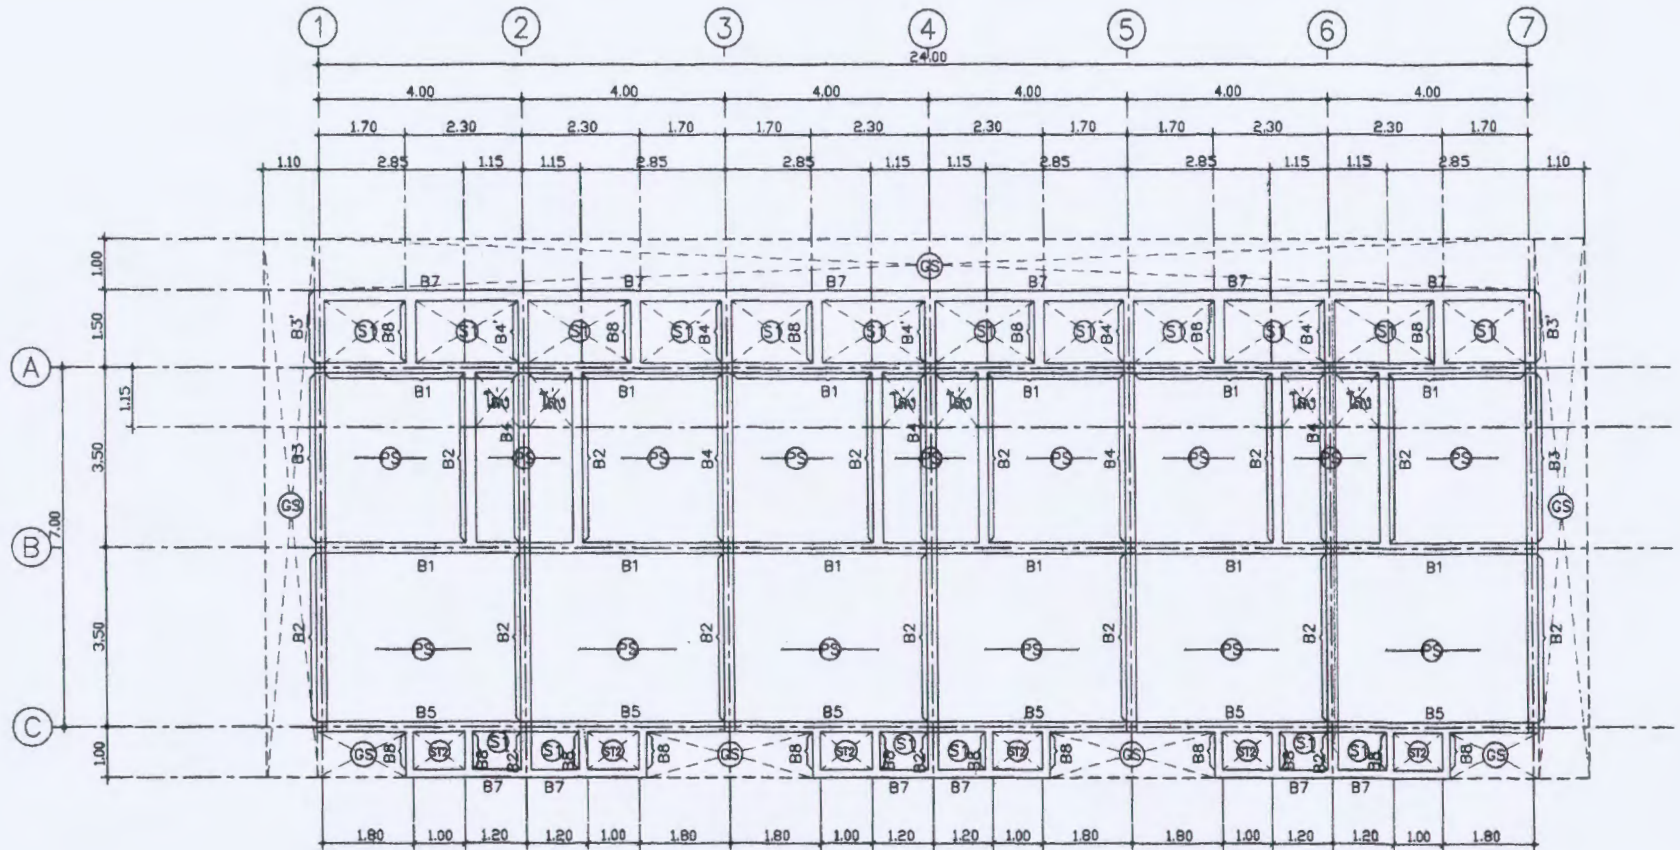 1 2 3 4 5 6 7
24.00
4.00 4.00 4.00 4.00 4.00 4.00
1.70 2.30 2.30 1.70 1.70 2.30 2.30 1.70 1.70 2.30 2.30 1.70
1.10 2.85 1.15 1.15 2.85 2.85 1.15 1.15 2.85 2.85 1.15 1.15 2.85 1.10
1.00
GS
B7 B7 B7 B7 B7 B7
1.50
B3' S1 B8 S1 B4' S1 B8 S1 B4' S1 B8 S1 B4' S1 B8 S1 B4' S1 B8 S1 B4' S1 B8 S1 B3'
A
1.15
B1 B1 B1 B1 B1 B1
B4 B4 B4
3.50
B3 PS B2 PS B2 PS B4 PS B2 PS B2 PS B4 PS B2 PS B2 PS B3
GS GS
7.00
B
B1 B1 B1 B1 B1 B1
3.50
B2 B2 B2 B2 B2 B2 B2
PS PS PS PS PS PS
B5 B5 B5 B5 B5 B5
C
1.00
GS B8 B8 S1 B2 S1 B8 B8 GS B8 B8 S1 B2 S1 B8 B8 GS B8 B8 S1 B2 S1 B8 B8 GS
B7 B7 B7 B7 B7 B7
1.80 1.00 1.20 1.20 1.00 1.80 1.80 1.00 1.20 1.20 1.00 1.80 1.80 1.00 1.20 1.20 1.00 1.80